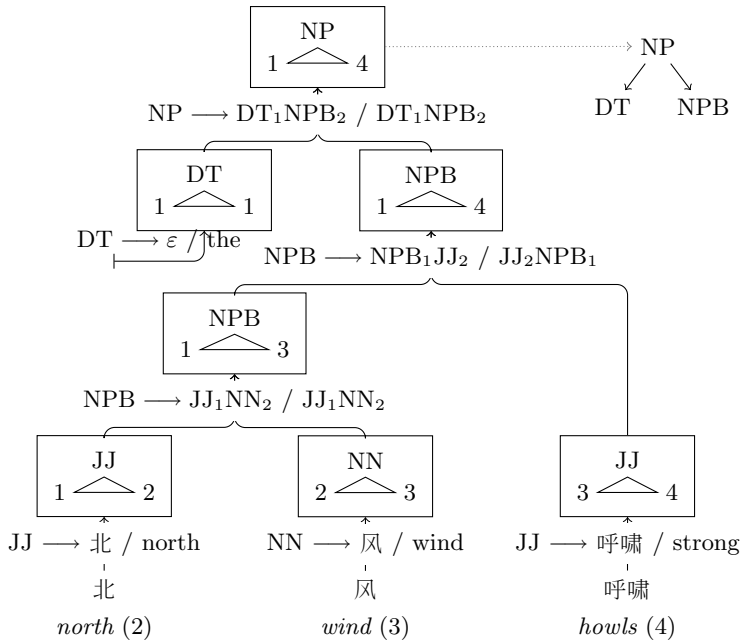 NP
1 4
NP
DT NPB
NP ⟶ DT₁NPB₂ / DT₁NPB₂
DT
1 1
NPB
1 4
DT ⟶ ε / the
NPB ⟶ NPB₁JJ₂ / JJ₂NPB₁
NPB
1 3
NPB ⟶ JJ₁NN₂ / JJ₁NN₂
JJ
1 2
NN
2 3
JJ
3 4
JJ ⟶ 北 / north
NN ⟶ 风 / wind
JJ ⟶ 呼啸 / strong
北
风
呼啸
north (2)
wind (3)
howls (4)